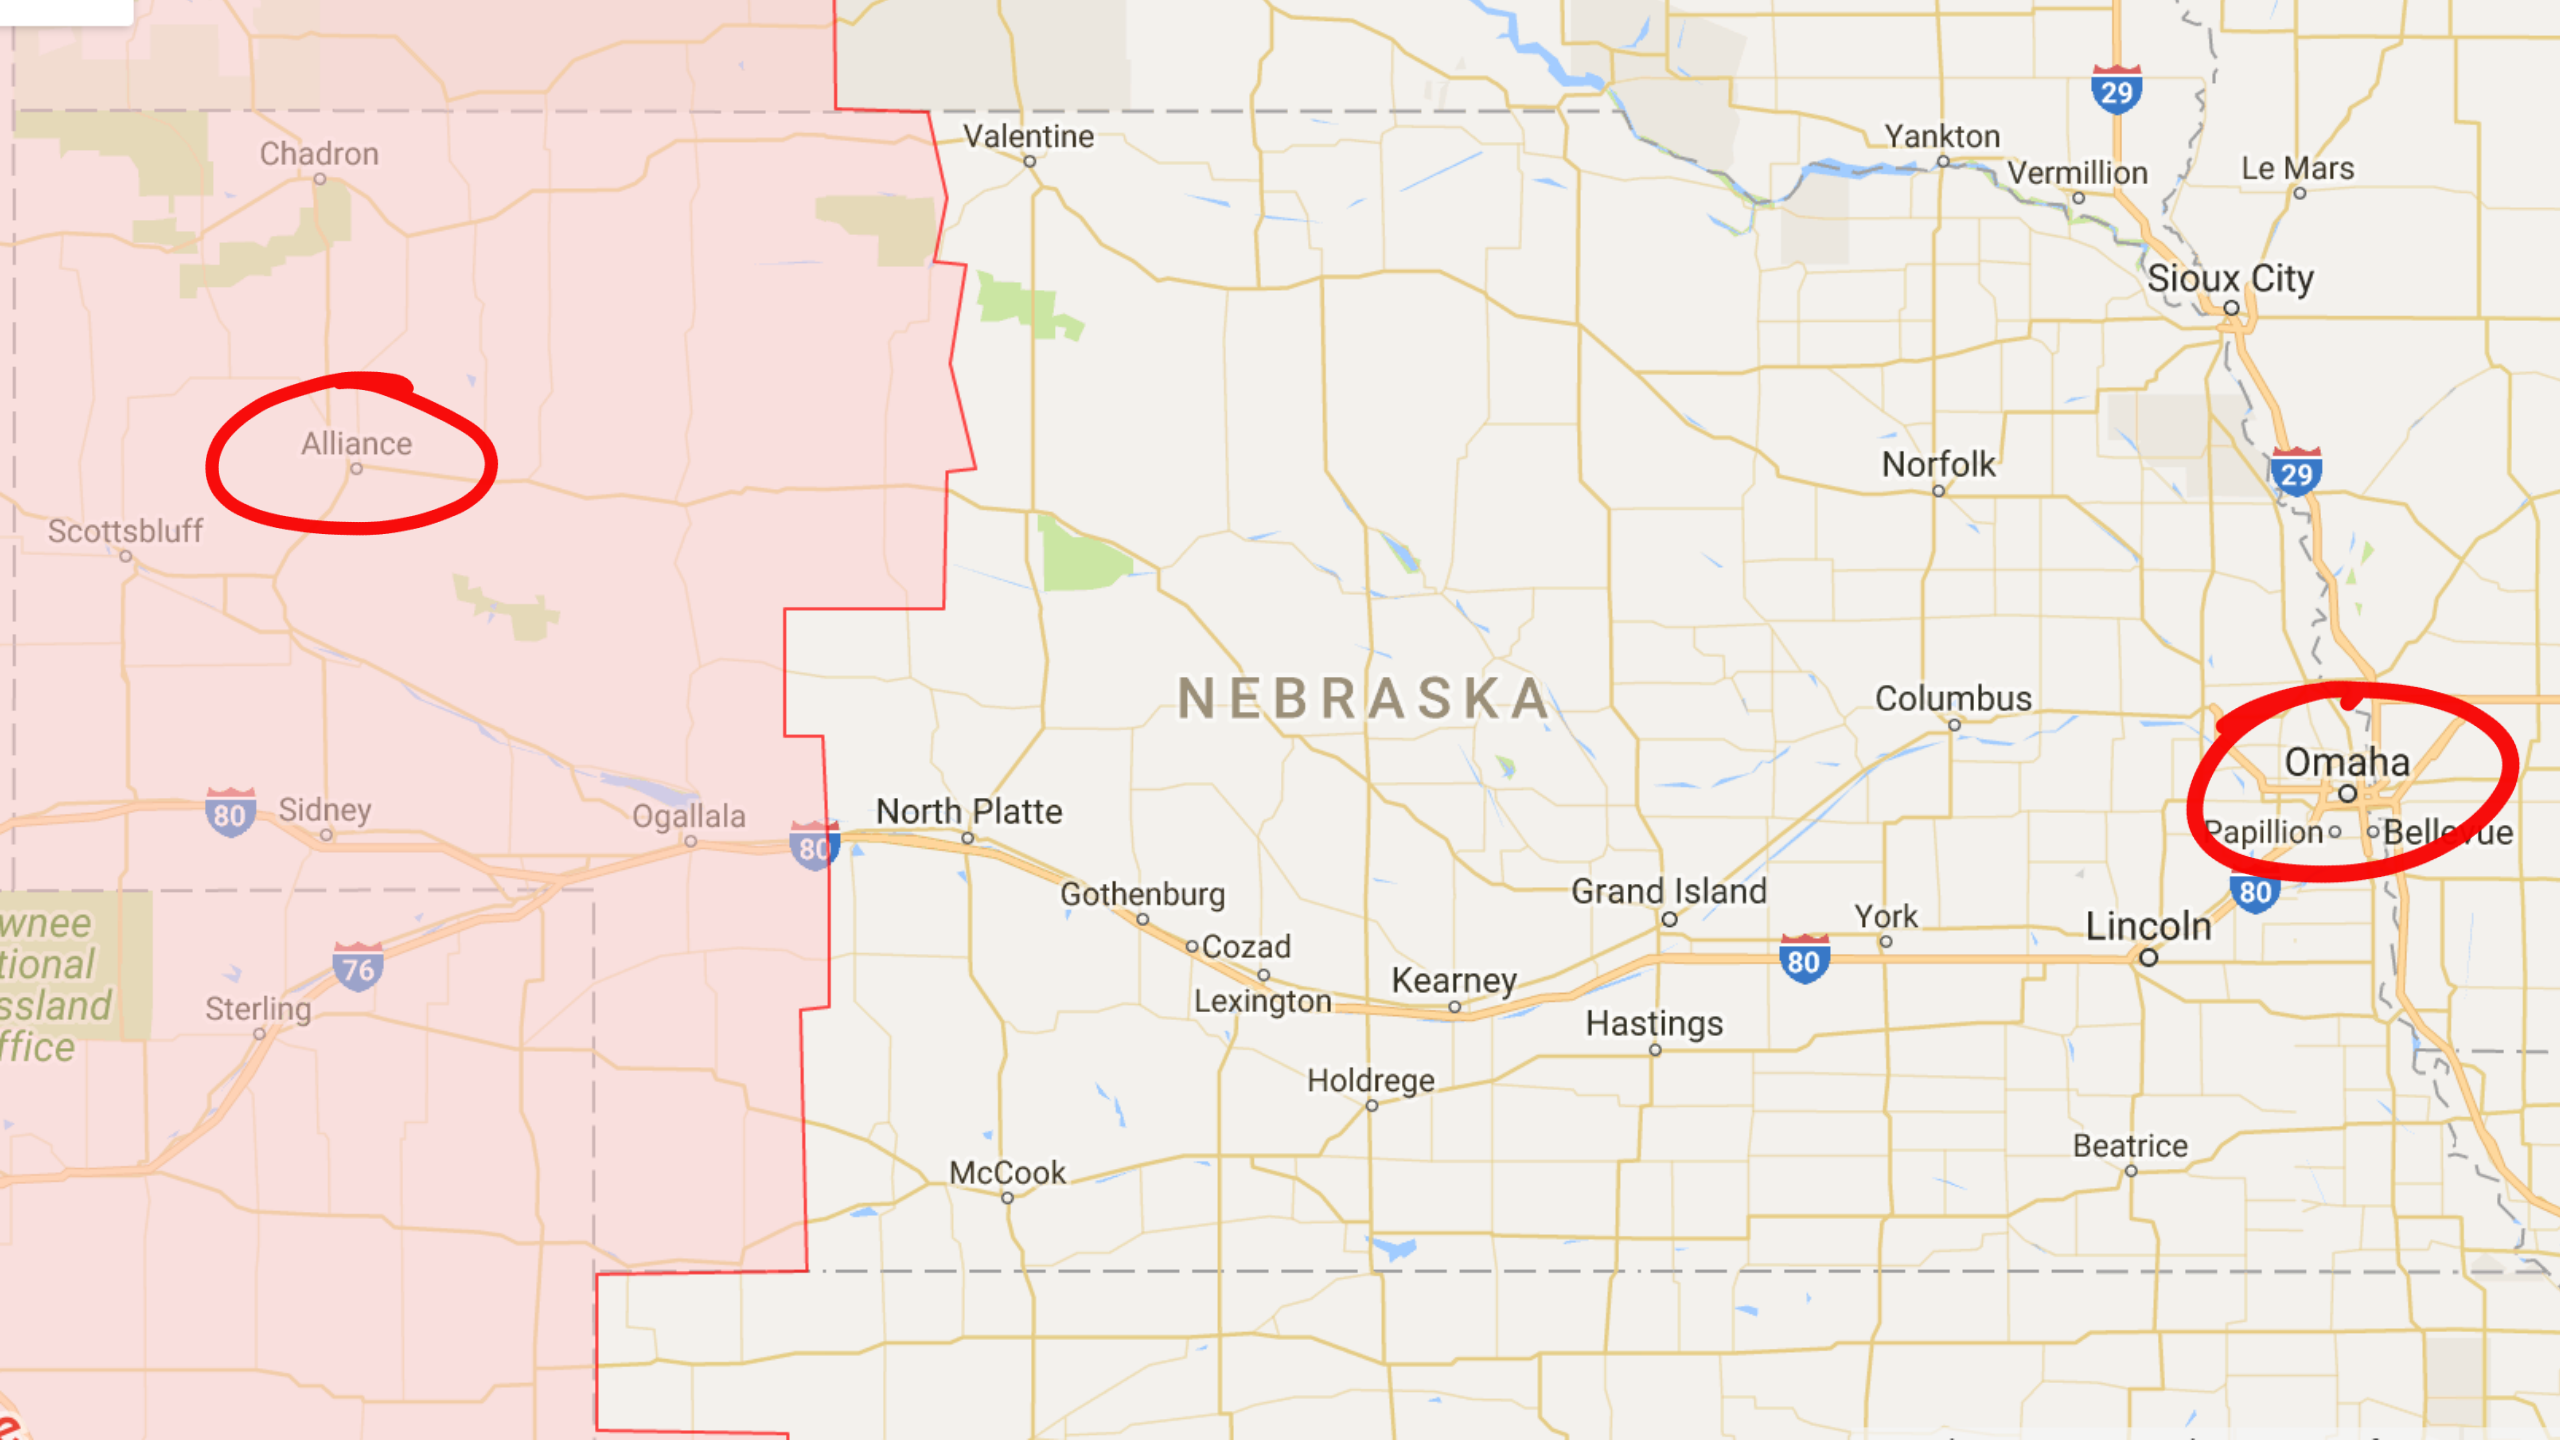 29
Valentine
Yankton
Chadron
Vermillion
Le Mars
Sioux City
Alliance
Norfolk
29
Scottsbluff
NEBRASKA
Columbus
Omaha
80
Sidney
Ogallala
80
North Platte
Papillion
Bellevue
Gothenburg
Grand Island
80
wnee
tional
ssland
ffice
York
Lincoln
Cozad
80
76
Kearney
Lexington
Sterling
Hastings
Holdrege
Beatrice
McCook